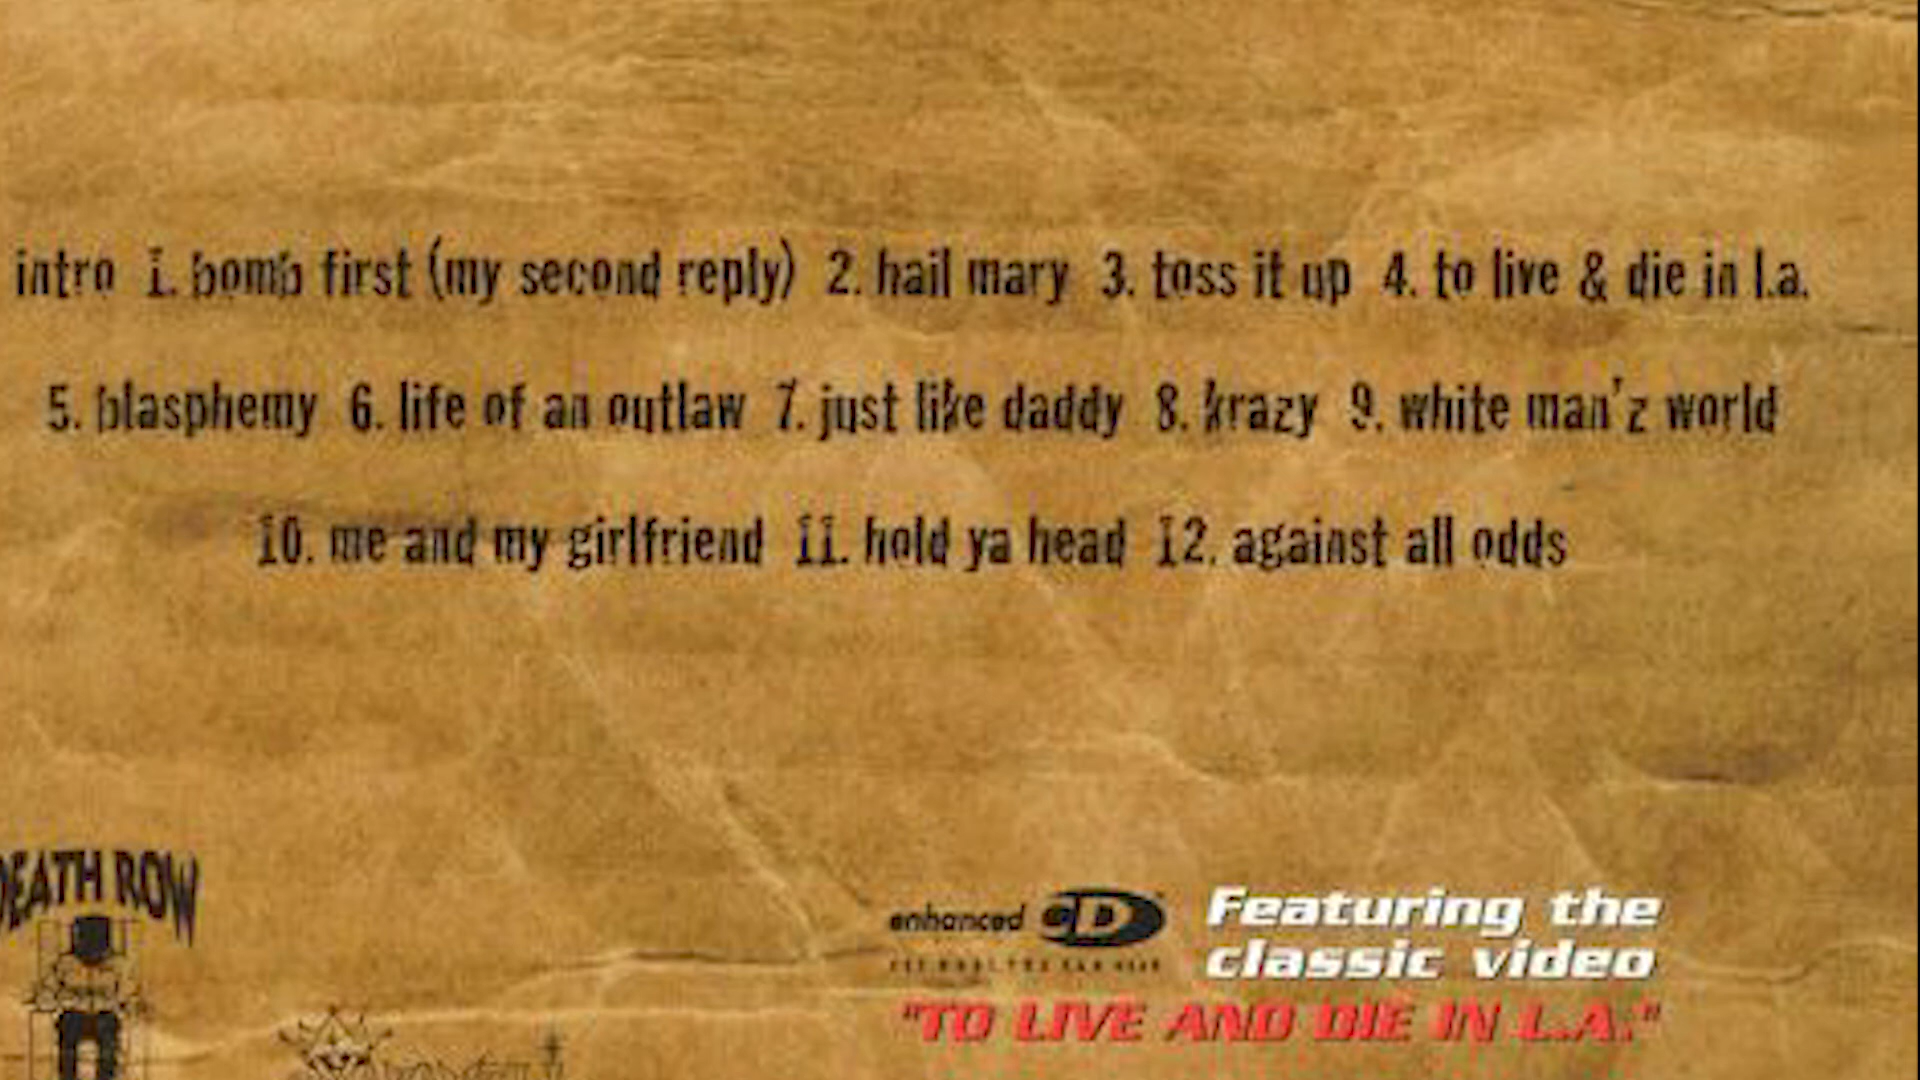 intro 1. bomb first (my second reply) 2. hail mary 3. toss it up 4. to live & die in l.a.
5. blasphemy 6. life of an outlaw 7. just like daddy 8. krazy 9. white man'z world
10. me and my girlfriend 11. hold ya head 12. against all odds
DEATH ROW
enhanced CD
Featuring the
classic video
"TO LIVE AND DIE IN L.A."